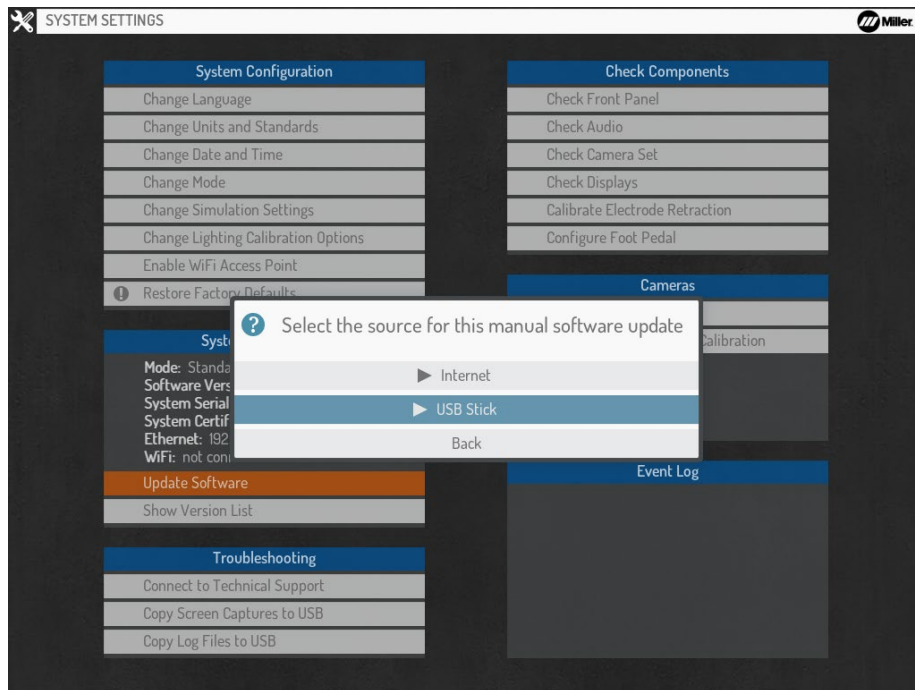 SYSTEM SETTINGS
Miller
System Configuration
Change Language
Change Units and Standards
Change Date and Time
Change Mode
Change Simulation Settings
Change Lighting Calibration Options
Enable WiFi Access Point
Restore Factory Defaults
Check Components
Check Front Panel
Check Audio
Check Camera Set
Check Displays
Calibrate Electrode Retraction
Configure Foot Pedal
Cameras
Calibration
Select the source for this manual software update
Internet
USB Stick
Back
Mode:
Software
System Serial
System
Ethernet: 192
WiFi: not
Update Software
Show Version List
Event Log
Troubleshooting
Connect to Technical Support
Copy Screen Captures to USB
Copy Log Files to USB